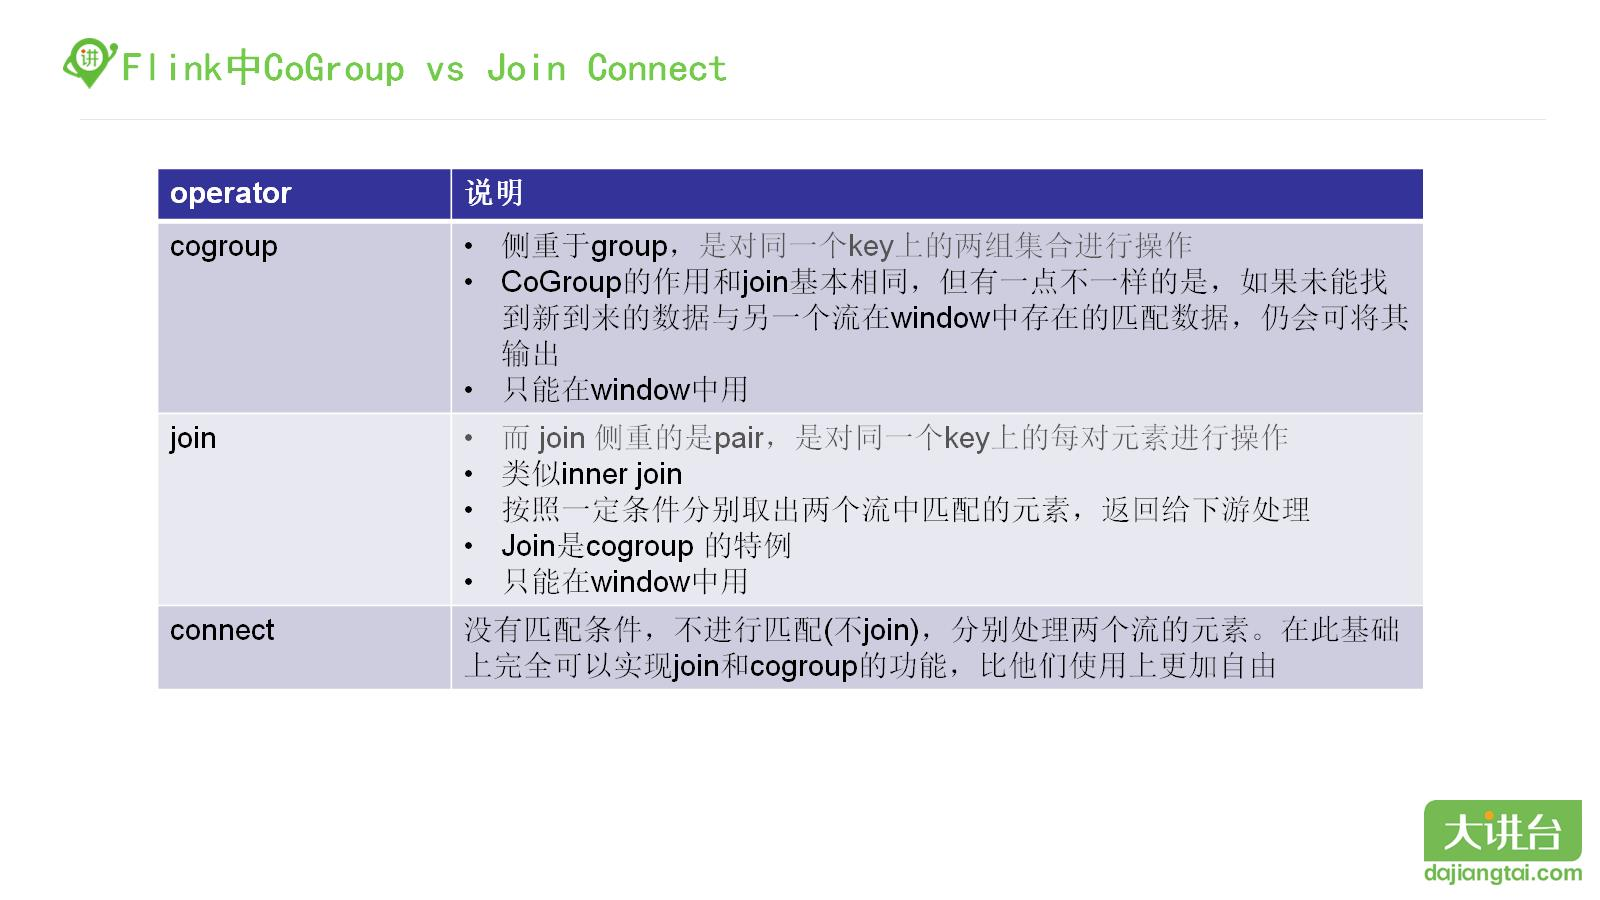 讲
Flink中CoGroup vs Join Connect
operator
说明
cogroup
• 侧重于group，是对同一个key上的两组集合进行操作
• CoGroup的作用和join基本相同，但有一点不一样的是，如果未能找
到新到来的数据与另一个流在window中存在的匹配数据，仍会可将其
输出
• 只能在window中用
join
• 而 join 侧重的是pair，是对同一个key上的每对元素进行操作
• 类似inner join
• 按照一定条件分别取出两个流中匹配的元素，返回给下游处理
• Join是cogroup 的特例
• 只能在window中用
connect
没有匹配条件，不进行匹配(不join)，分别处理两个流的元素。在此基础
上完全可以实现join和cogroup的功能，比他们使用上更加自由
大讲台
dajiangtai.com